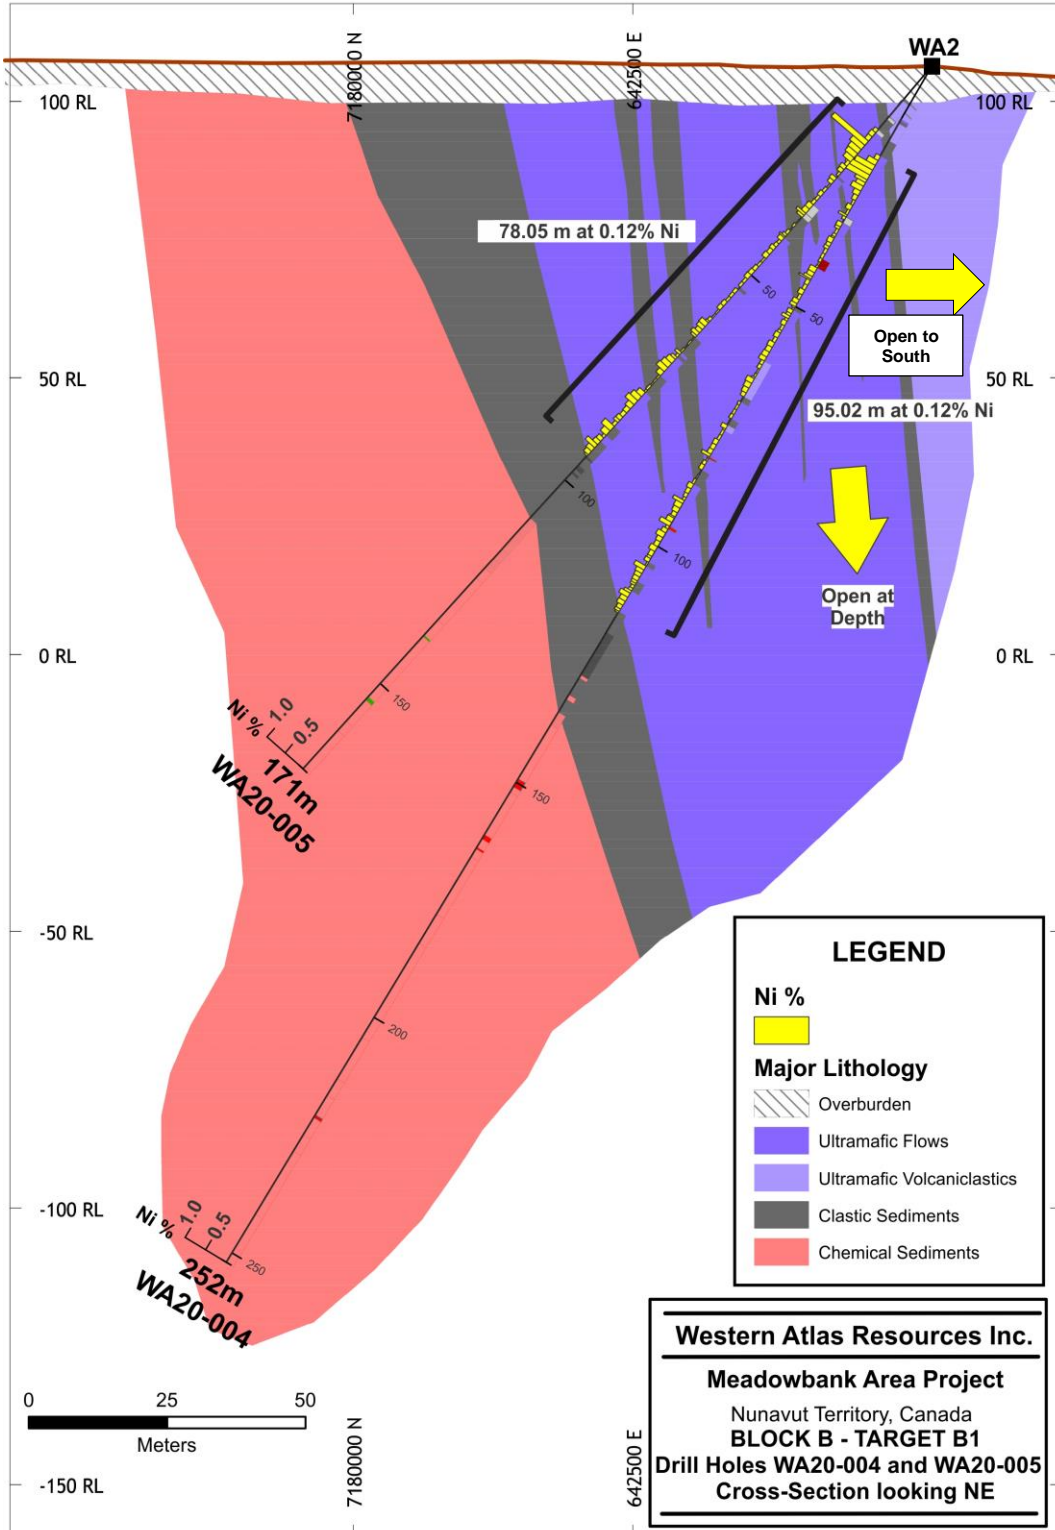 WA2
7180000 N
642500 E
100 RL
100 RL
78.05 m at 0.12% Ni
50
50
Open to
South
50 RL
50 RL
95.02 m at 0.12% Ni
100
100
Open at
Depth
0 RL
0 RL
150
Ni %
1.0
0.5
171m
WA20-005
150
-50 RL
200
-100 RL
Ni %
1.0
0.5
250
252m
WA20-004
LEGEND
Ni %
Major Lithology
Overburden
Ultramafic Flows
Ultramafic Volcaniclastics
Clastic Sediments
Chemical Sediments
Western Atlas Resources Inc.
Meadowbank Area Project
Nunavut Territory, Canada
BLOCK B - TARGET B1
Drill Holes WA20-004 and WA20-005
Cross-Section looking NE
0 25 50
Meters
7180000 N
642500 E
-150 RL